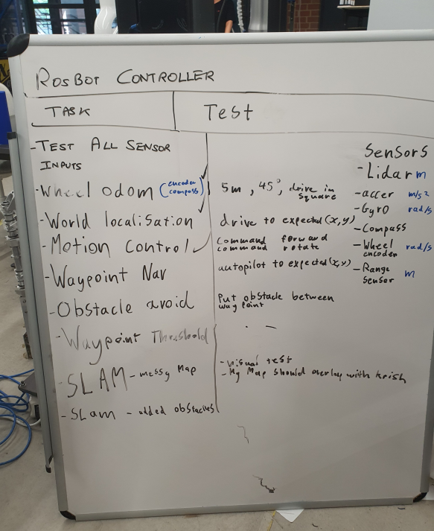 ROSBOT CONTROLLER
TASK
Test
- TEST ALL SENSOR
INPUTS
- Wheel odom (encoder compass)
5m, 45°, drive in square
- World localisation
drive to expected (x,y)
- Motion Control
Command forward
command rotate
- Waypoint Nav
autopilot to expected (x,y)
- Obstacle avoid
Put obstacle between
way point
- Waypoint Threshold
- SLAM - messy Map
- Visual test
- My Map should overlay with Krish
- SLam - added obstacles
Sensors
- Lidar m
- accer m/s²
- Gyro rad/s
- Compass
- Wheel encoder rad/s
- Range Sensor m